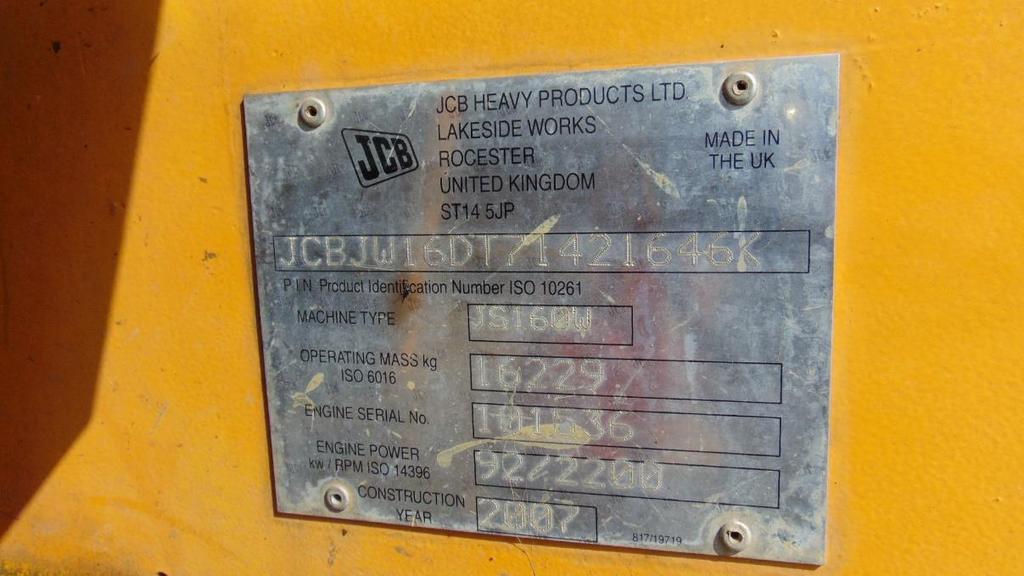 JCB HEAVY PRODUCTS LTD.
LAKESIDE WORKS
ROCESTER
UNITED KINGDOM
ST14 5JP
JCB
MADE IN
THE UK
JCBJW16DT71421646K
P.I.N. Product Identification Number ISO 10261
MACHINE TYPE JS160W
OPERATING MASS kg
ISO 6016
16229
ENGINE SERIAL No.
ENGINE POWER
kw / RPM ISO 14396
92/2200
CONSTRUCTION
YEAR
2007
817/19719